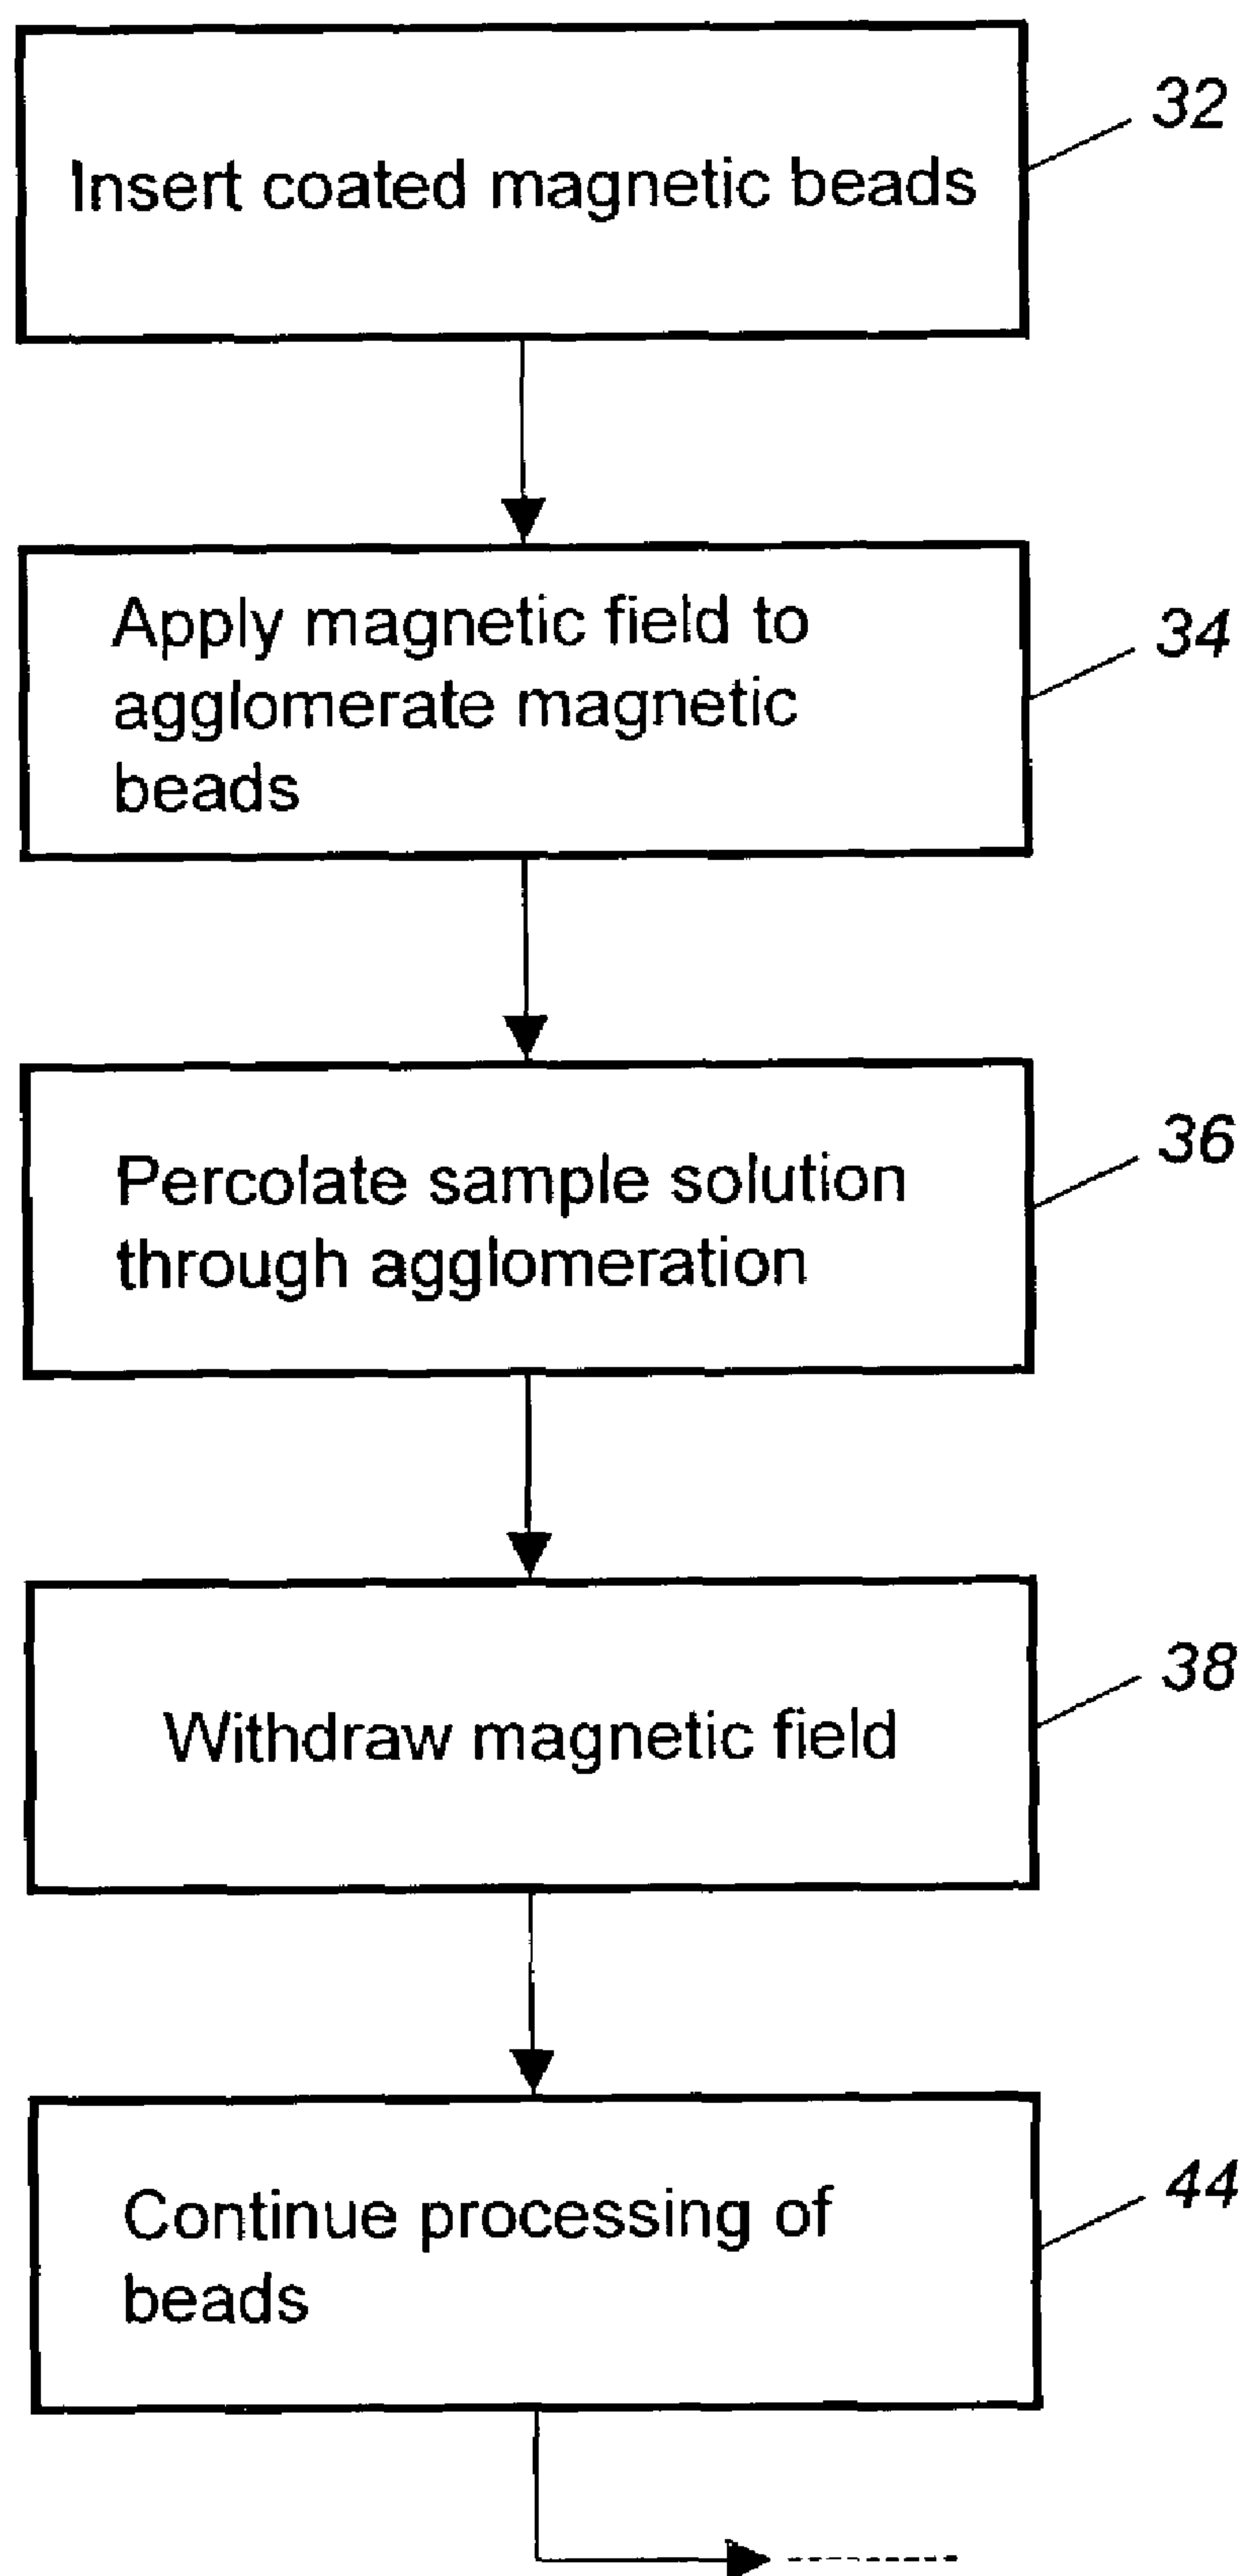 Insert coated magnetic beads
32
Apply magnetic field to
agglomerate magnetic
beads
34
Percolate sample solution
through agglomeration
36
Withdraw magnetic field
38
Continue processing of
beads
44